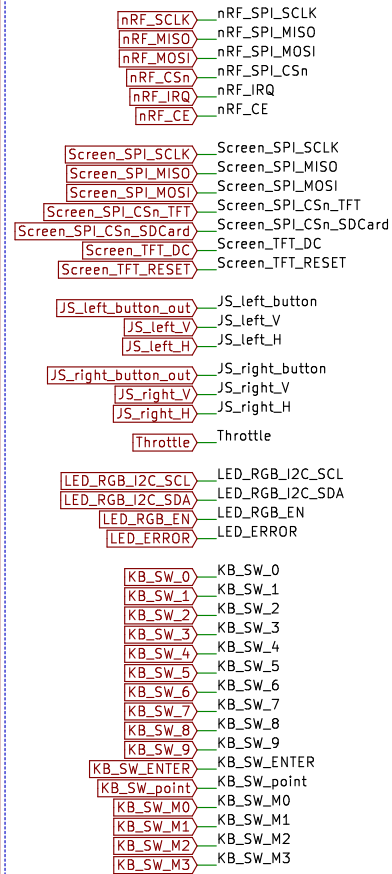 nRF_SCLK nRF_SPI_SCLK
nRF_MISO nRF_SPI_MISO
nRF_MOSI nRF_SPI_MOSI
nRF_CSn nRF_SPI_CSn
nRF_IRQ nRF_IRQ
nRF_CE nRF_CE
Screen_SPI_SCLK Screen_SPI_SCLK
Screen_SPI_MISO Screen_SPI_MISO
Screen_SPI_MOSI Screen_SPI_MOSI
Screen_SPI_CSn_TFT Screen_SPI_CSn_TFT
Screen_SPI_CSn_SDCard Screen_SPI_CSn_SDCard
Screen_TFT_DC Screen_TFT_DC
Screen_TFT_RESET Screen_TFT_RESET
JS_left_button_out JS_left_button
JS_left_V JS_left_V
JS_left_H JS_left_H
JS_right_button_out JS_right_button
JS_right_V JS_right_V
JS_right_H JS_right_H
Throttle Throttle
LED_RGB_I2C_SCL LED_RGB_I2C_SCL
LED_RGB_I2C_SDA LED_RGB_I2C_SDA
LED_RGB_EN LED_RGB_EN
LED_ERROR LED_ERROR
KB_SW_0 KB_SW_0
KB_SW_1 KB_SW_1
KB_SW_2 KB_SW_2
KB_SW_3 KB_SW_3
KB_SW_4 KB_SW_4
KB_SW_5 KB_SW_5
KB_SW_6 KB_SW_6
KB_SW_7 KB_SW_7
KB_SW_8 KB_SW_8
KB_SW_9 KB_SW_9
KB_SW_ENTER KB_SW_ENTER
KB_SW_point KB_SW_point
KB_SW_M0 KB_SW_M0
KB_SW_M1 KB_SW_M1
KB_SW_M2 KB_SW_M2
KB_SW_M3 KB_SW_M3